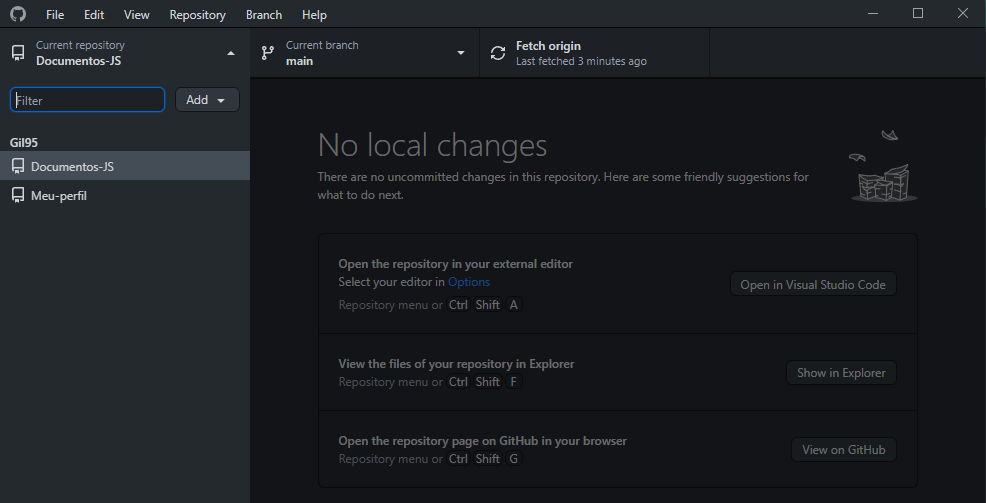 File Edit View Repository Branch Help
Current repository
Documentos-JS
Current branch
main
Fetch origin
Last fetched 3 minutes ago
Filter
Add
Gil95
Documentos-JS
Meu-perfil
No local changes
There are no uncommitted changes in this repository. Here are some friendly suggestions for
what to do next.
Open the repository in your external editor
Select your editor in Options
Repository menu or Ctrl Shift A
Open in Visual Studio Code
View the files of your repository in Explorer
Repository menu or Ctrl Shift F
Show in Explorer
Open the repository page on GitHub in your browser
Repository menu or Ctrl Shift G
View on GitHub